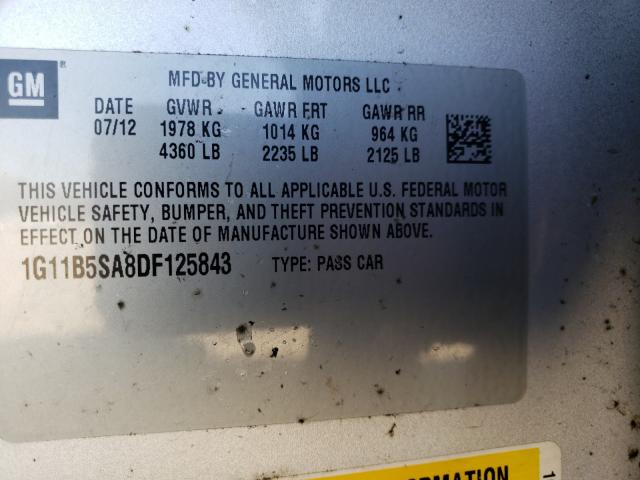 GM
MFD BY GENERAL MOTORS LLC
DATE GVWR GAWR FRT GAWR RR
07/12 1978 KG 1014 KG 964 KG
4360 LB 2235 LB 2125 LB
THIS VEHICLE CONFORMS TO ALL APPLICABLE U.S. FEDERAL MOTOR
VEHICLE SAFETY, BUMPER, AND THEFT PREVENTION STANDARDS IN
EFFECT ON THE DATE OF MANUFACTURE SHOWN ABOVE.
1G11B5SA8DF125843 TYPE: PASS CAR